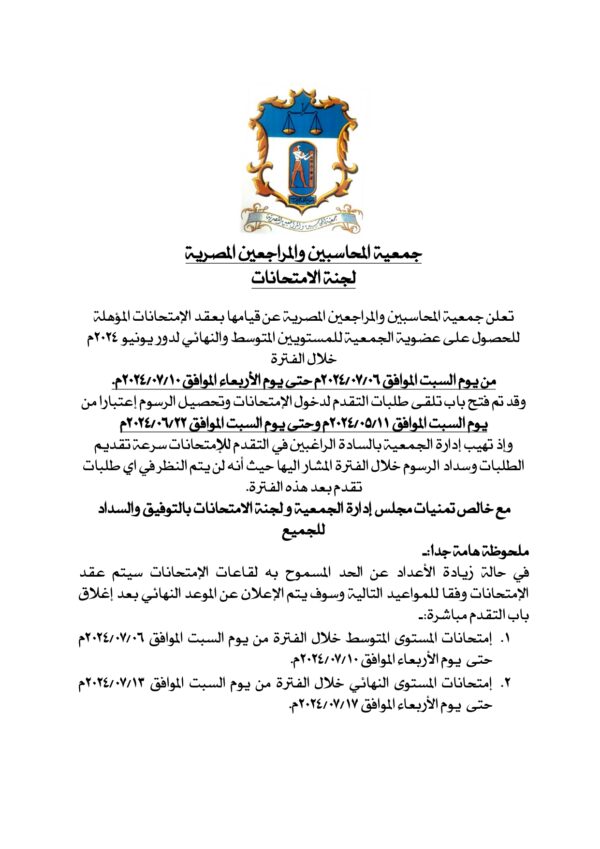 جمعية المحاسبين والمراجعين المصرية
جمعية المحاسبين والمراجعين المصرية
لجنة الامتحانات
تعلن جمعية المحاسبين والمراجعين المصرية عن قيامها بعقد الإمتحانات المؤهلة
للحصول على عضوية الجمعية للمستويين المتوسط والنهائي لدور يونيو ٢٠٢٤م
خلال الفترة
من يوم السبت الموافق ٢٠٢٤/٠٧/٠٦م حتى يوم الأربعاء الموافق ٢٠٢٤/٠٧/١٠م.
وقد تم فتح باب تلقى طلبات التقدم لدخول الإمتحانات وتحصيل الرسوم إعتبارا من
يوم السبت الموافق ٢٠٢٤/٠٥/١١م وحتى يوم السبت الموافق ٢٠٢٤/٠٦/٢٢م
وإذ تهيب إدارة الجمعية بالسادة الراغبين في التقدم للإمتحانات سرعة تقديم
الطلبات وسداد الرسوم خلال الفترة المشار اليها حيث أنه لن يتم النظر في اي طلبات
تقدم بعد هذه الفترة.
مع خالص تمنيات مجلس إدارة الجمعية و لجنة الامتحانات بالتوفيق والسداد
للجميع
ملحوظة هامة جدا:ـ
في حالة زيادة الأعداد عن الحد المسموح به لقاعات الإمتحانات سيتم عقد
الإمتحانات وفقا للمواعيد التالية وسوف يتم الإعلان عن الموعد النهائي بعد إغلاق
باب التقدم مباشرة:ـ
١. إمتحانات المستوى المتوسط خلال الفترة من يوم السبت الموافق ٢٠٢٤/٠٧/٠٦م
حتى يوم الأربعاء الموافق ٢٠٢٤/٠٧/١٠م.
٢. إمتحانات المستوى النهائي خلال الفترة من يوم السبت الموافق ٢٠٢٤/٠٧/١٣م
حتى يوم الأربعاء الموافق ٢٠٢٤/٠٧/١٧م.